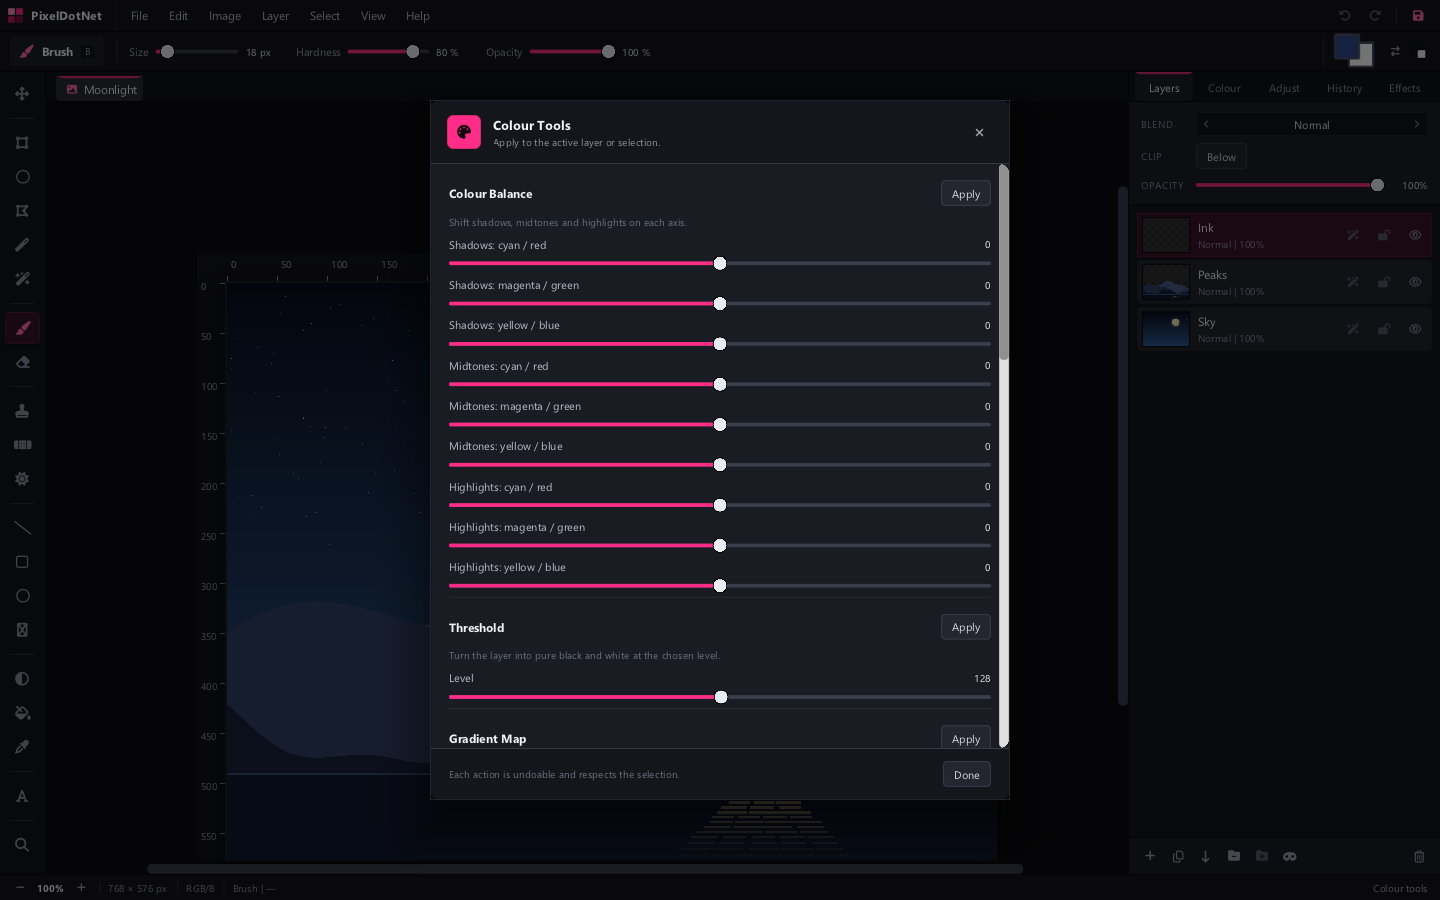 PixelDotNet File Edit Image Layer Select View Help
Brush B Size 18 px Hardness 80 % Opacity 100 %
Moonlight
Layers Colour Adjust History Effects
BLEND Normal
CLIP Below
OPACITY 100%
Ink
Normal | 100%
Peaks
Normal | 100%
Sky
Normal | 100%
0 50 100 150
0
50
100
150
200
250
300
350
400
450
500
550
Colour Tools
Apply to the active layer or selection.
Colour Balance Apply
Shift shadows, midtones and highlights on each axis.
Shadows: cyan / red 0
Shadows: magenta / green 0
Shadows: yellow / blue 0
Midtones: cyan / red 0
Midtones: magenta / green 0
Midtones: yellow / blue 0
Highlights: cyan / red 0
Highlights: magenta / green 0
Highlights: yellow / blue 0
Threshold Apply
Turn the layer into pure black and white at the chosen level.
Level 128
Gradient Map Apply
Each action is undoable and respects the selection. Done
100% 768 × 576 px RGB/8 Brush | — Colour tools